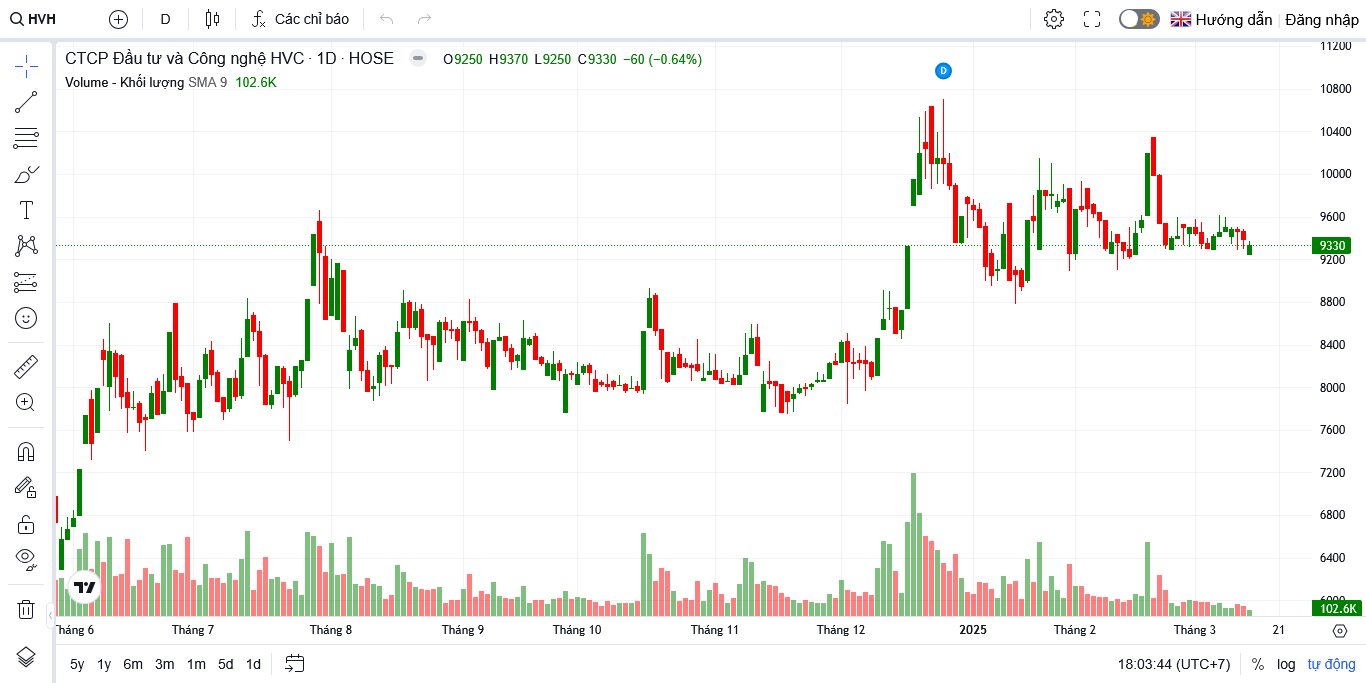 HVH D Các chỉ báo Hướng dẫn Đăng nhập
CTCP Đầu tư và Công nghệ HVC · 1D · HOSE O9250 H9370 L9250 C9330 −60 (−0.64%)
Volume - Khối lượng SMA 9 102.6K
D
11200
10800
10400
10000
9600
9330
9200
8800
8400
8000
7600
7200
6800
6400
6000
102.6K
Tháng 6 Tháng 7 Tháng 8 Tháng 9 Tháng 10 Tháng 11 Tháng 12 2025 Tháng 2 Tháng 3 21
5y 1y 6m 3m 1m 5d 1d 18:03:44 (UTC+7) % log tự động